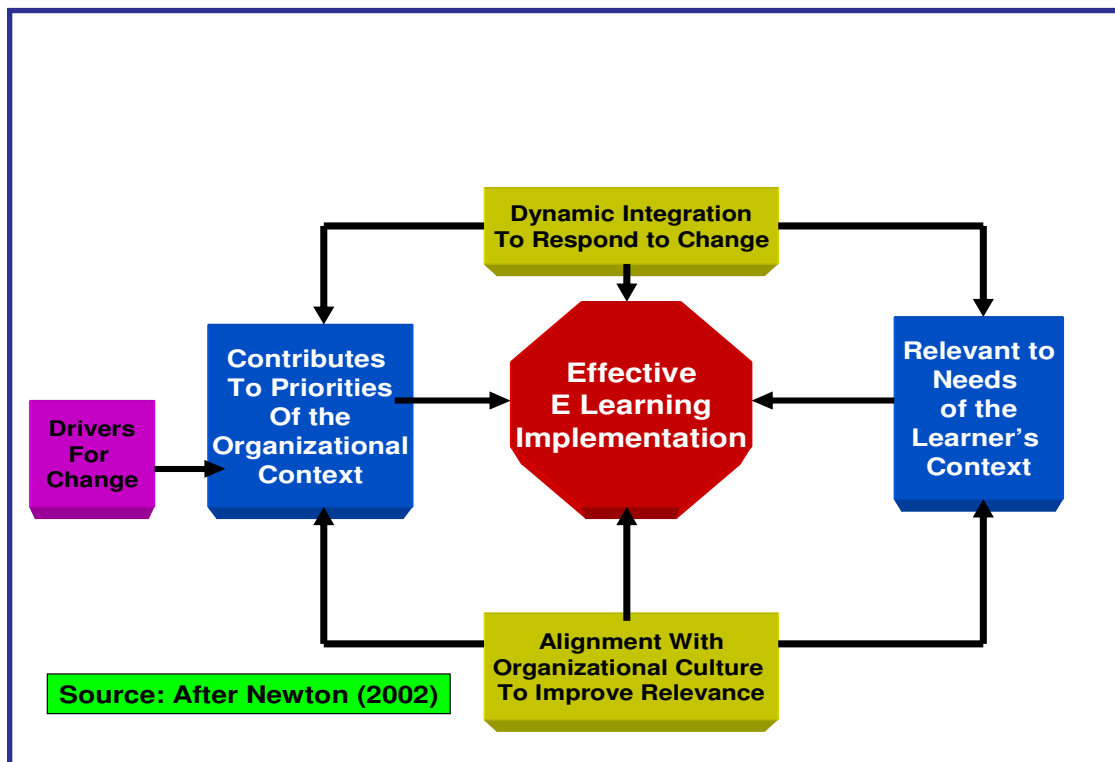 Dynamic Integration
To Respond to Change
Contributes
To Priorities
Of the
Organizational
Context
Effective
E Learning
Implementation
Relevant to
Needs
of the
Learner’s
Context
Drivers
For
Change
Alignment With
Organizational Culture
To Improve Relevance
Source: After Newton (2002)